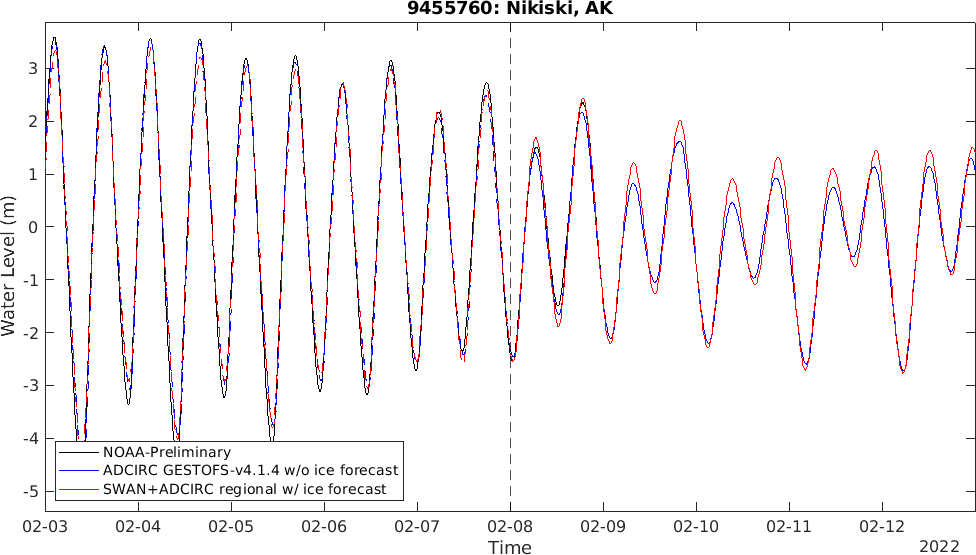 9455760: Nikiski, AK
Water Level (m)
3
2
1
0
-1
-2
-3
-4
-5
NOAA-Preliminary
ADCIRC GESTOFS-v4.1.4 w/o ice forecast
SWAN+ADCIRC regional w/ ice forecast
02-03 02-04 02-05 02-06 02-07 02-08 02-09 02-10 02-11 02-12
Time
2022